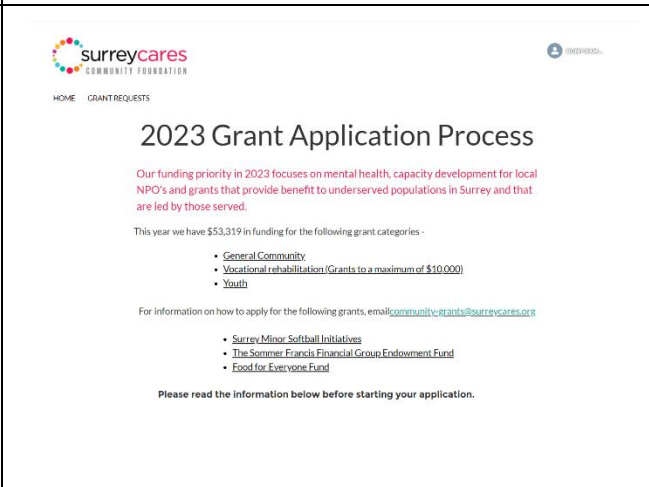 surreycares
COMMUNITY FOUNDATION
HOME GRANT REQUESTS
2023 Grant Application Process
Our funding priority in 2023 focuses on mental health, capacity development for local
NPO's and grants that provide benefit to underserved populations in Surrey and that
are led by those served.
This year we have $53,319 in funding for the following grant categories -
• General Community
• Vocational rehabilitation (Grants to a maximum of $10,000)
• Youth
For information on how to apply for the following grants, emailcommunity-grants@surreycares.org
• Surrey Minor Softball Initiatives
• The Sommer Francis Financial Group Endowment Fund
• Food for Everyone Fund
Please read the information below before starting your application.